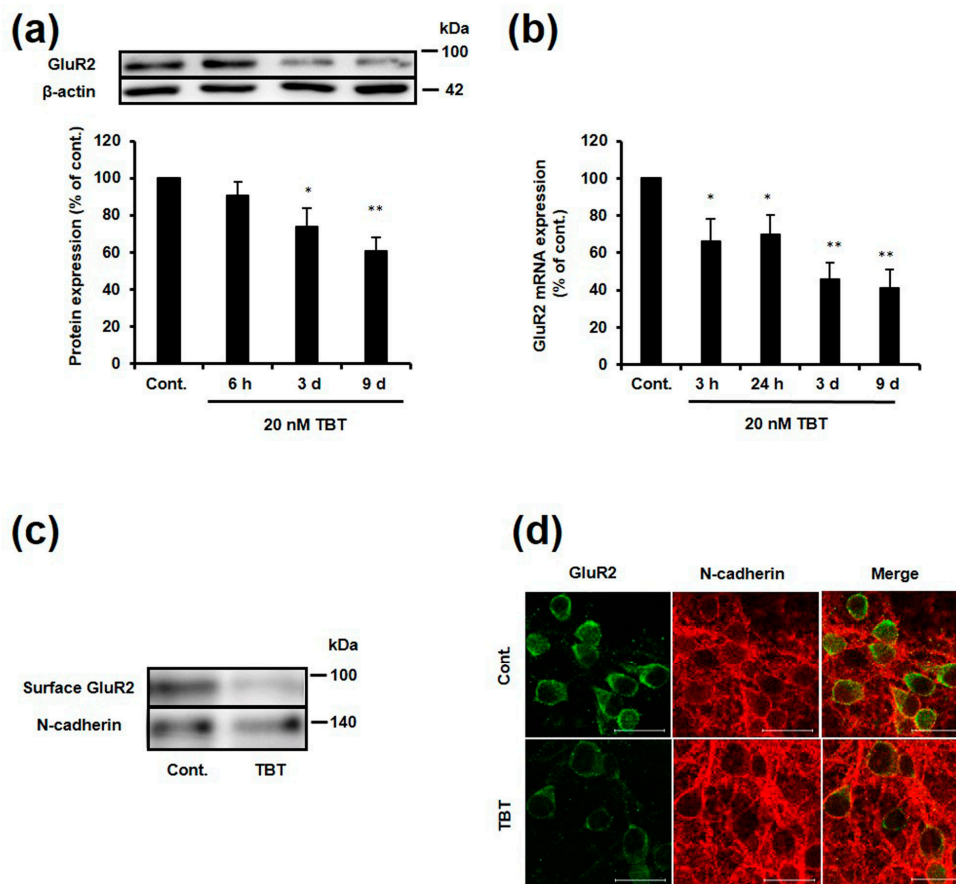 (a)
kDa
GluR2
100
β-actin
42
Protein expression (% of cont.)
120
100
80
60
40
20
0
*
**
Cont. 6 h 3 d 9 d
20 nM TBT
(b)
GluR2 mRNA expression
(% of cont.)
120
100
80
60
40
20
0
*
*
**
**
Cont. 3 h 24 h 3 d 9 d
20 nM TBT
(c)
kDa
Surface GluR2
100
N-cadherin
140
Cont. TBT
(d)
GluR2 N-cadherin Merge
Cont.
TBT